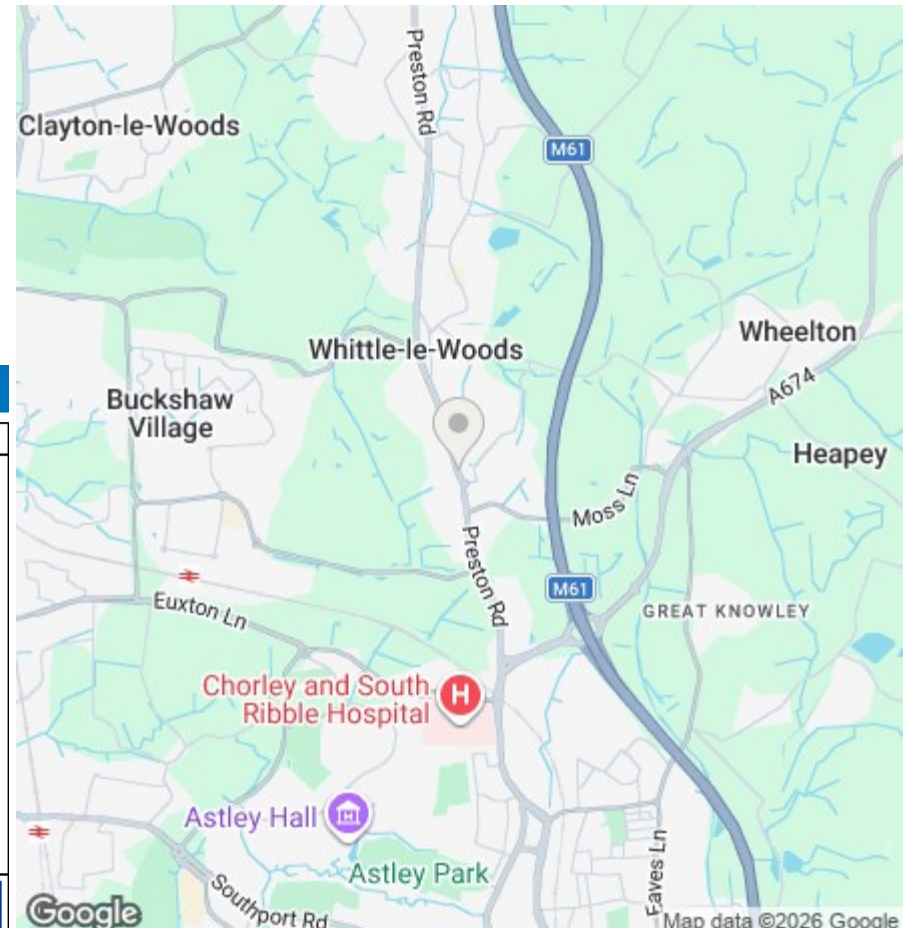 Preston Rd
Clayton-le-Woods
M61
Whittle-le-Woods
Wheelton
A674
Buckshaw
Village
Heapey
Moss Ln
Preston Rd
M61
Euxton Ln
GREAT KNOWLEY
Chorley and South
Ribble Hospital
H
Astley Hall
Astley Park
Southport Rd
Eaves Ln
Google
Map data ©2026 Google